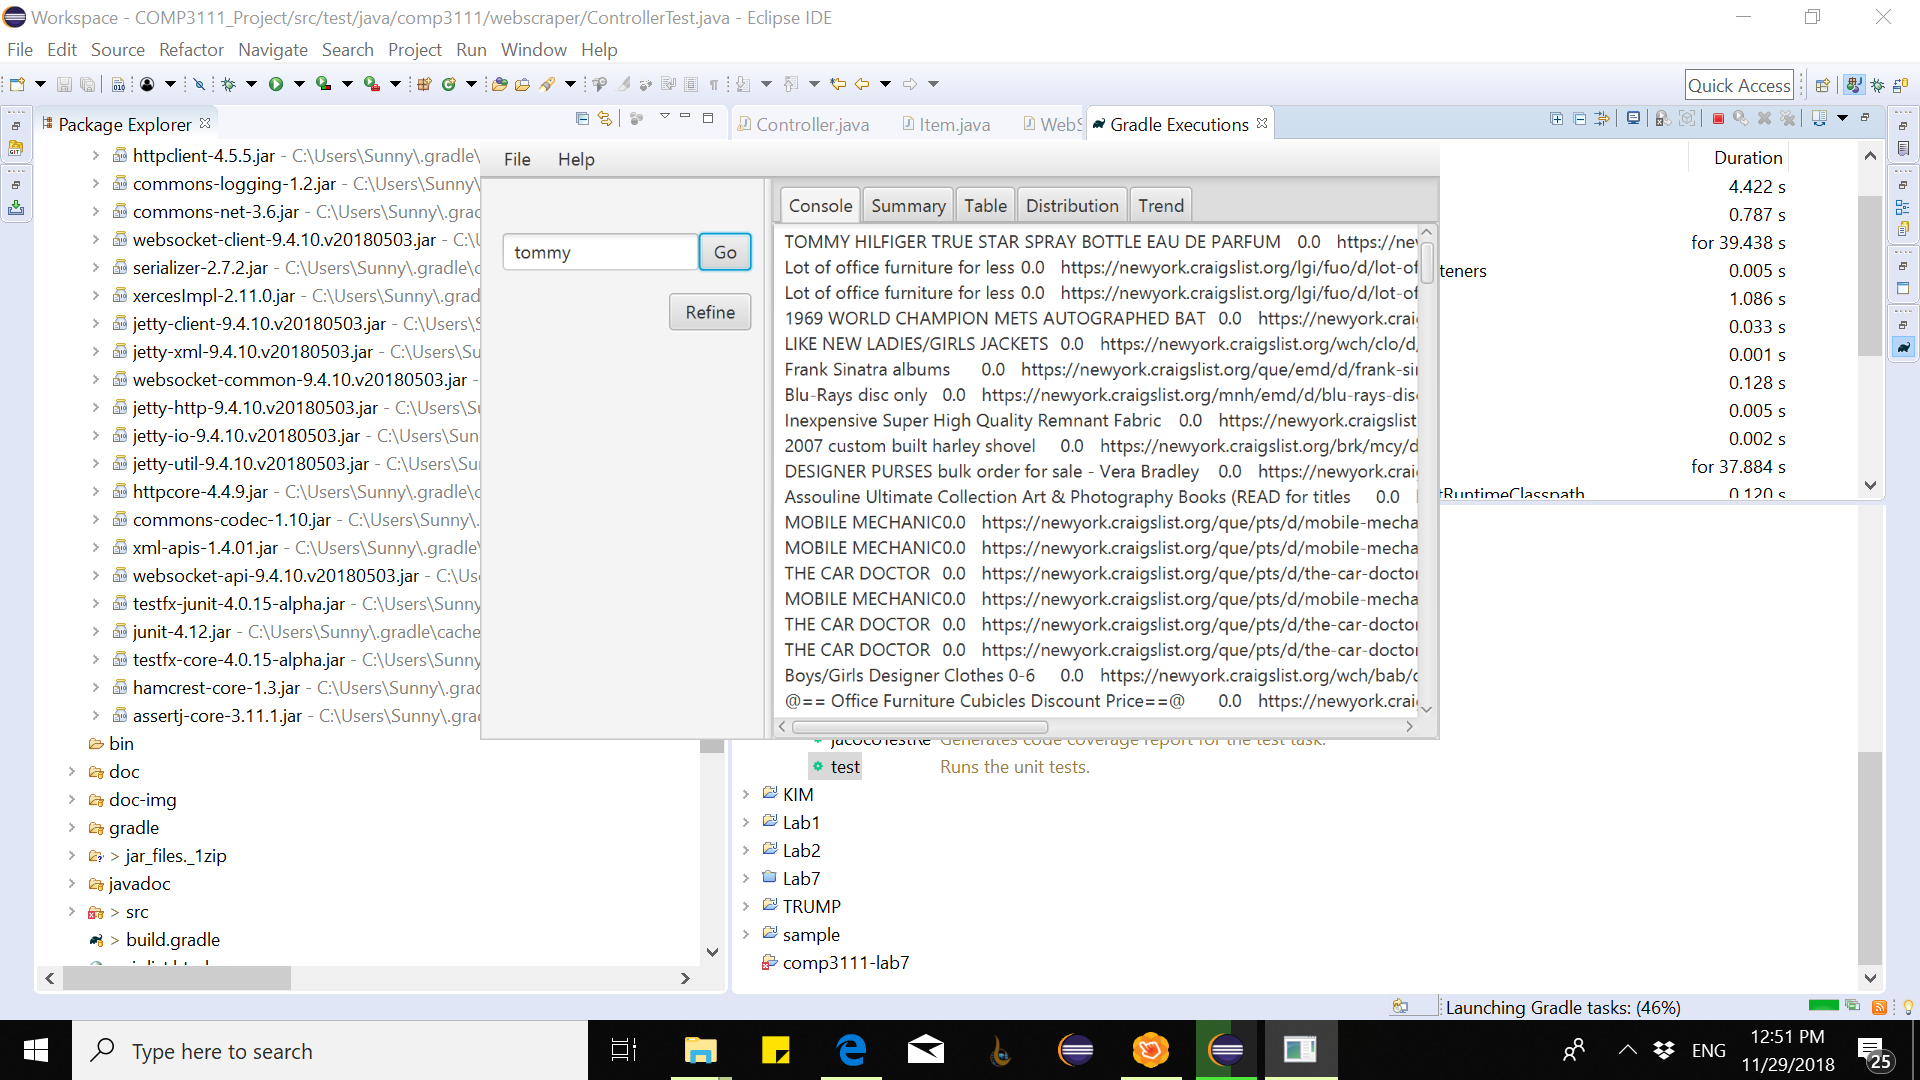 Workspace - COMP3111_Project/src/test/java/comp3111/webscraper/ControllerTest.java - Eclipse IDE
File Edit Source Refactor Navigate Search Project Run Window Help
Quick Access
Package Explorer
httpclient-4.5.5.jar - C:\Users\Sunny\.gradle\
commons-logging-1.2.jar - C:\Users\Sunny\
commons-net-3.6.jar - C:\Users\Sunny\.grac
websocket-client-9.4.10.v20180503.jar - C:\
serializer-2.7.2.jar - C:\Users\Sunny\.gradle\c
xercesImpl-2.11.0.jar - C:\Users\Sunny\.grad
jetty-client-9.4.10.v20180503.jar - C:\Users\
jetty-xml-9.4.10.v20180503.jar - C:\Users\S
websocket-common-9.4.10.v20180503.jar -
jetty-http-9.4.10.v20180503.jar - C:\Users\S
jetty-io-9.4.10.v20180503.jar - C:\Users\Sun
jetty-util-9.4.10.v20180503.jar - C:\Users\S
httpcore-4.4.9.jar - C:\Users\Sunny\.gradle\c
commons-codec-1.10.jar - C:\Users\Sunny\.
xml-apis-1.4.01.jar - C:\Users\Sunny\.gradle\
websocket-api-9.4.10.v20180503.jar - C:\Us
testfx-junit-4.0.15-alpha.jar - C:\Users\Sunny
junit-4.12.jar - C:\Users\Sunny\.gradle\cache
testfx-core-4.0.15-alpha.jar - C:\Users\Sunny
hamcrest-core-1.3.jar - C:\Users\Sunny\.gra
assertj-core-3.11.1.jar - C:\Users\Sunny\.gra
bin
doc
doc-img
gradle
> jar_files._1zip
javadoc
> src
> build.gradle
Controller.java Item.java WebS Gradle Executions
Duration
4.422 s
0.787 s
for 39.438 s
teners 0.005 s
1.086 s
0.033 s
0.001 s
0.128 s
0.005 s
0.002 s
for 37.884 s
tRuntimeClasspath 0.120 s
File Help
tommy Go
Refine
Console Summary Table Distribution Trend
TOMMY HILFIGER TRUE STAR SPRAY BOTTLE EAU DE PARFUM 0.0 https://nev
Lot of office furniture for less 0.0 https://newyork.craigslist.org/lgi/fuo/d/lot-of
Lot of office furniture for less 0.0 https://newyork.craigslist.org/lgi/fuo/d/lot-of
1969 WORLD CHAMPION METS AUTOGRAPHED BAT 0.0 https://newyork.craig
LIKE NEW LADIES/GIRLS JACKETS 0.0 https://newyork.craigslist.org/wch/clo/d,
Frank Sinatra albums 0.0 https://newyork.craigslist.org/que/emd/d/frank-sin
Blu-Rays disc only 0.0 https://newyork.craigslist.org/mnh/emd/d/blu-rays-disc
Inexpensive Super High Quality Remnant Fabric 0.0 https://newyork.craigslist
2007 custom built harley shovel 0.0 https://newyork.craigslist.org/brk/mcy/d
DESIGNER PURSES bulk order for sale - Vera Bradley 0.0 https://newyork.craig
Assouline Ultimate Collection Art & Photography Books (READ for titles 0.0
MOBILE MECHANIC0.0 https://newyork.craigslist.org/que/pts/d/mobile-mecha
MOBILE MECHANIC0.0 https://newyork.craigslist.org/que/pts/d/mobile-mecha
THE CAR DOCTOR 0.0 https://newyork.craigslist.org/que/pts/d/the-car-doctor
MOBILE MECHANIC0.0 https://newyork.craigslist.org/que/pts/d/mobile-mecha
THE CAR DOCTOR 0.0 https://newyork.craigslist.org/que/pts/d/the-car-doctor
THE CAR DOCTOR 0.0 https://newyork.craigslist.org/que/pts/d/the-car-doctor
Boys/Girls Designer Clothes 0-6 0.0 https://newyork.craigslist.org/wch/bab/d
@== Office Furniture Cubicles Discount Price==@ 0.0 https://newyork.craig
jacocoTestRe Generates code coverage report for the test task.
test Runs the unit tests.
KIM
Lab1
Lab2
Lab7
TRUMP
sample
comp3111-lab7
Launching Gradle tasks: (46%)
Type here to search
ENG
12:51 PM
11/29/2018
25